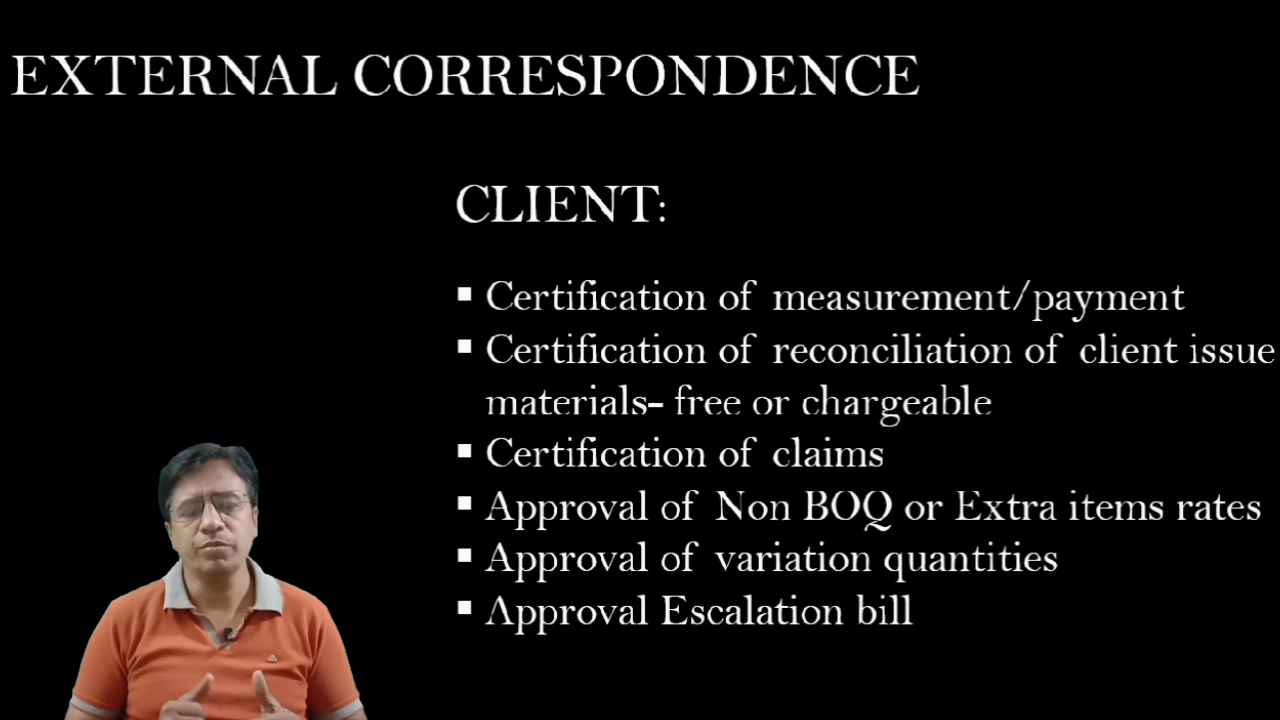 EXTERNAL CORRESPONDENCE
CLIENT:
▪ Certification of measurement/payment
▪ Certification of reconciliation of client issue
materials- free or chargeable
▪ Certification of claims
▪ Approval of Non BOQ or Extra items rates
▪ Approval of variation quantities
▪ Approval Escalation bill